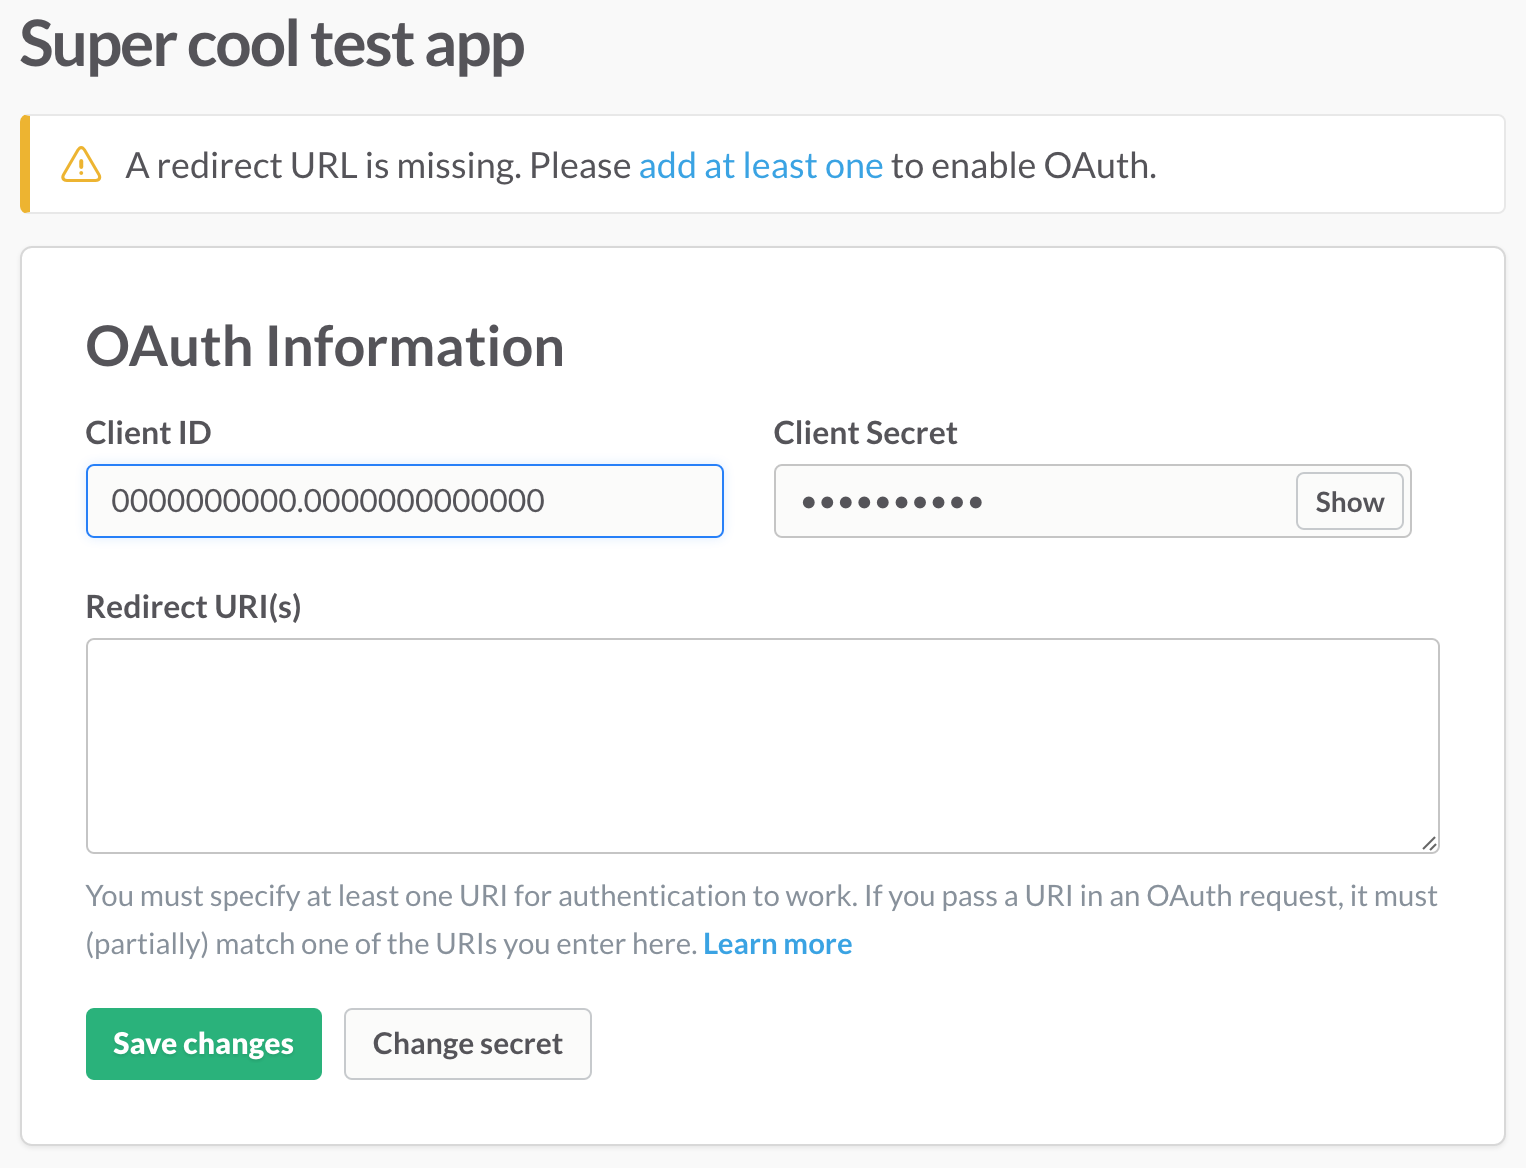 Super cool test app
A redirect URL is missing. Please add at least one to enable OAuth.
OAuth Information
Client ID
Client Secret
0000000000.0000000000000
••••••••••
Show
Redirect URI(s)
You must specify at least one URI for authentication to work. If you pass a URI in an OAuth request, it must
(partially) match one of the URIs you enter here. Learn more
Save changes
Change secret